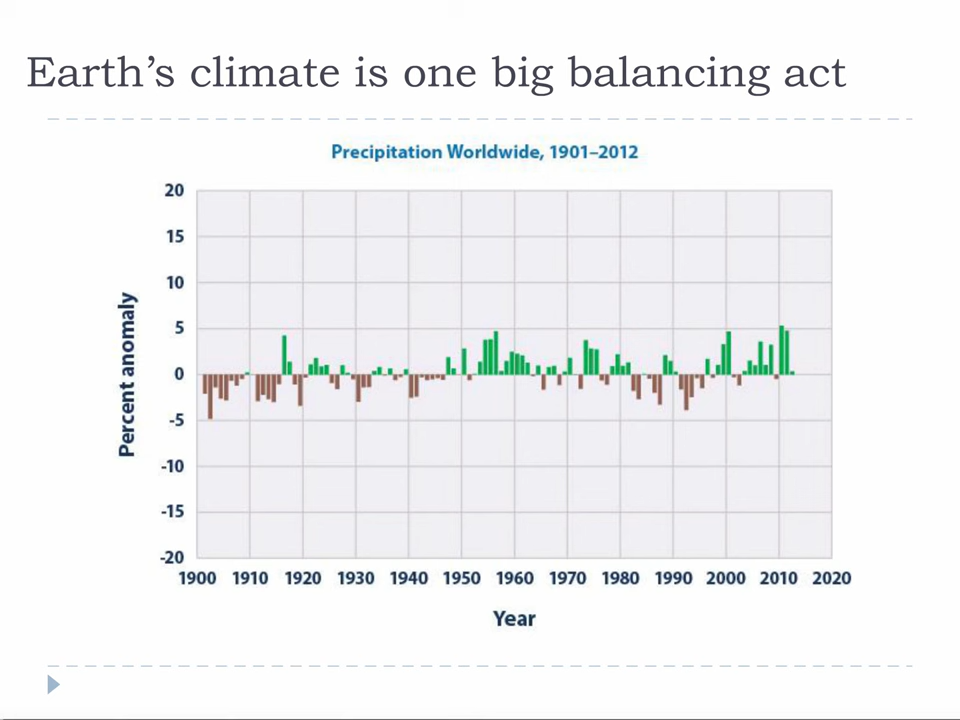 Earth’s climate is one big balancing act
Precipitation Worldwide, 1901–2012
20
15
10
5
0
-5
-10
-15
-20
Percent anomaly
1900 1910 1920 1930 1940 1950 1960 1970 1980 1990 2000 2010 2020
Year